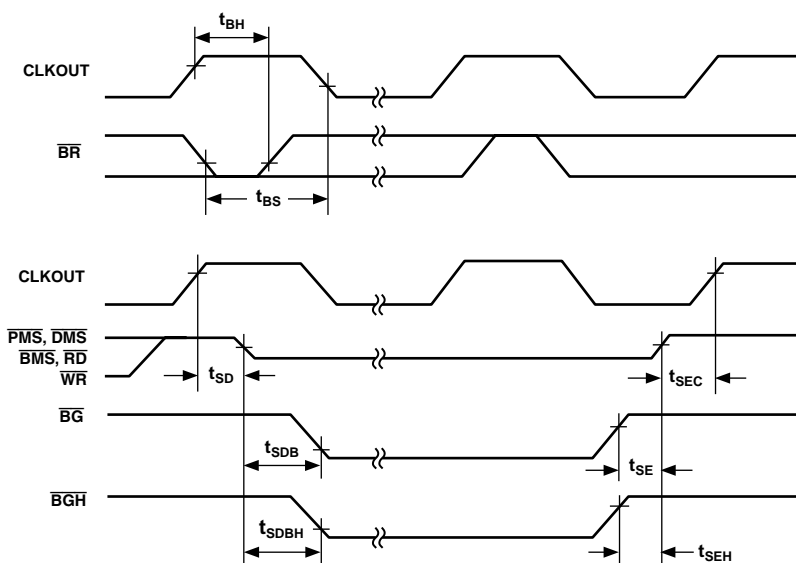 tBH
CLKOUT
BR
tBS
CLKOUT
PMS, DMS
BMS, RD
WR
tSD
tSEC
BG
tSDB
tSE
BGH
tSDBH
tSEH